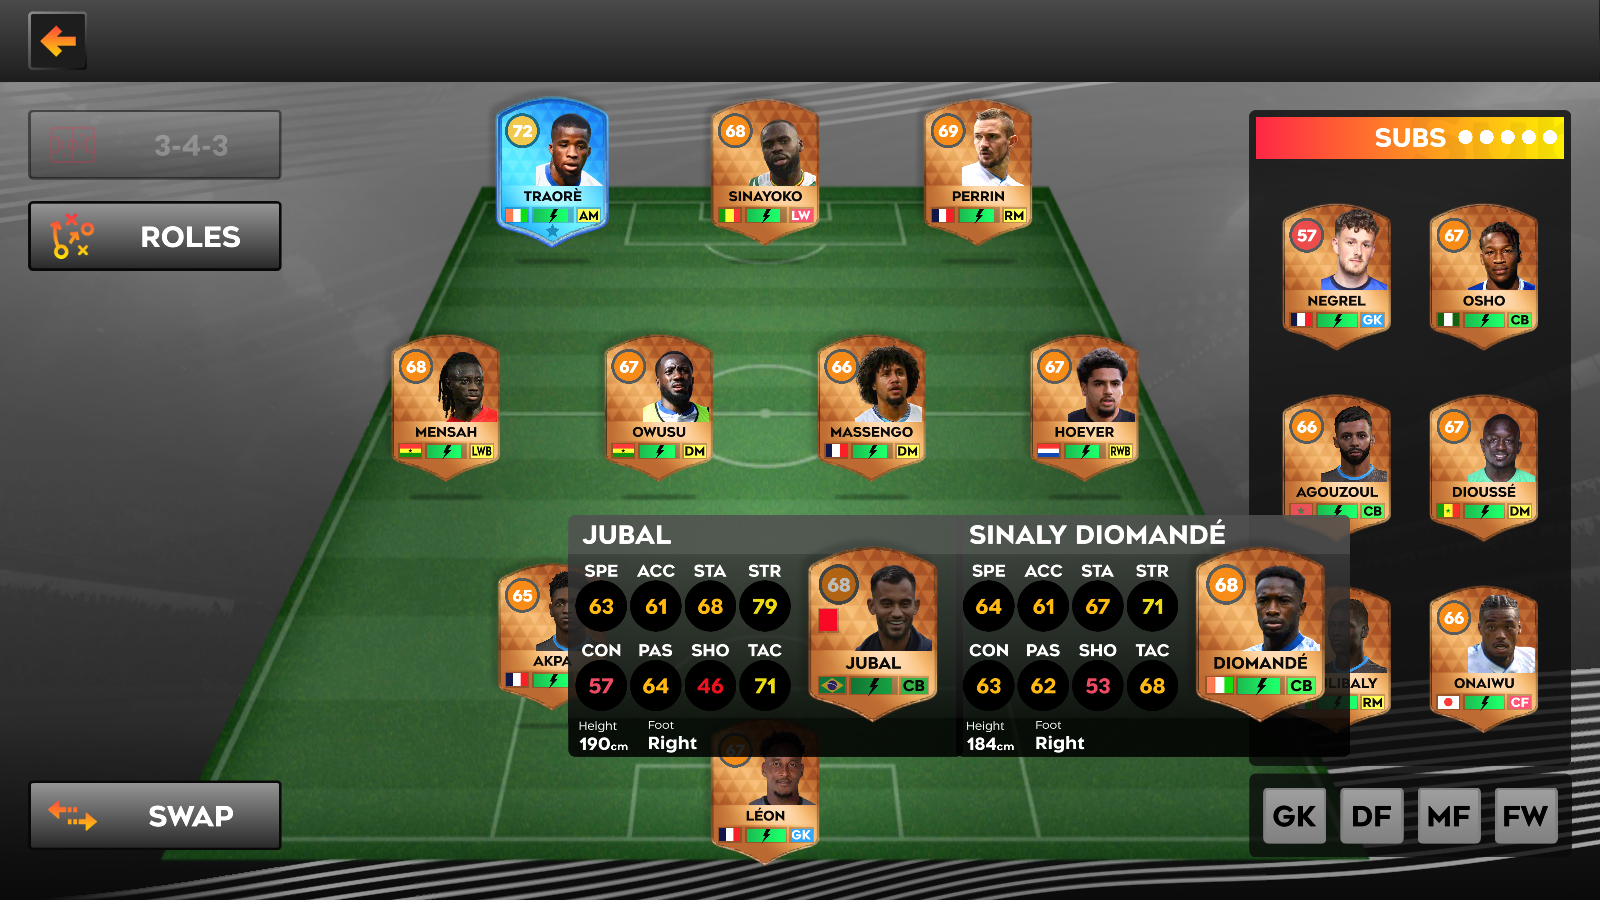 3-4-3
ROLES
SWAP
72
TRAORÈ
AM
68
SINAYOKO
LW
69
PERRIN
RM
68
MENSAH
LWB
67
OWUSU
DM
66
MASSENGO
DM
67
HOEVER
RWB
65
AKPA
67
LÉON
GK
JUBAL
SPE ACC STA STR
63 61 68 79
CON PAS SHO TAC
57 64 46 71
Height Foot
190cm Right
68
JUBAL
CB
SINALY DIOMANDÉ
SPE ACC STA STR
64 61 67 71
CON PAS SHO TAC
63 62 53 68
Height Foot
184cm Right
68
DIOMANDÉ
CB
SUBS
57
NEGREL
GK
67
OSHO
CB
66
AGOUZOUL
CB
67
DIOUSSÉ
DM
LIBALY
RM
66
ONAIWU
CF
GK DF MF FW